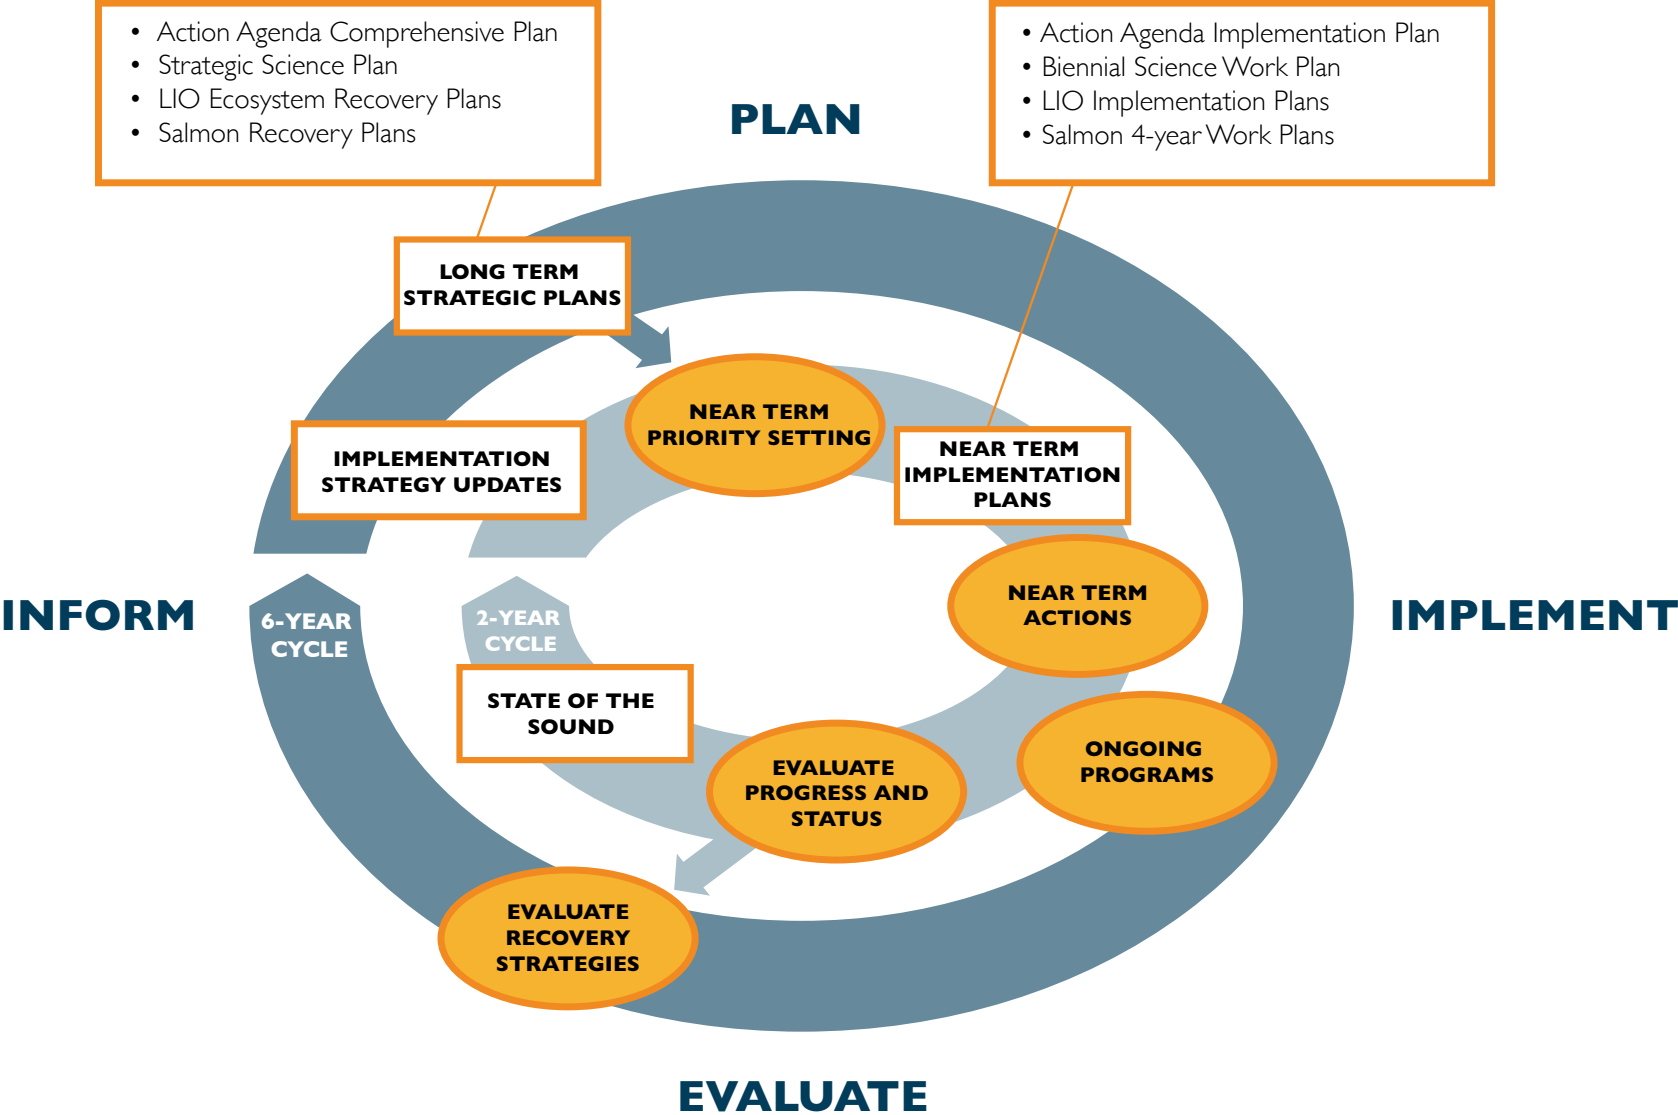 • Action Agenda Comprehensive Plan
• Strategic Science Plan
• LIO Ecosystem Recovery Plans
• Salmon Recovery Plans
• Action Agenda Implementation Plan
• Biennial Science Work Plan
• LIO Implementation Plans
• Salmon 4-year Work Plans
PLAN
LONG TERM
STRATEGIC PLANS
NEAR TERM
PRIORITY SETTING
IMPLEMENTATION
STRATEGY UPDATES
NEAR TERM
IMPLEMENTATION
PLANS
INFORM
6-YEAR
CYCLE
2-YEAR
CYCLE
NEAR TERM
ACTIONS
IMPLEMENT
STATE OF THE
SOUND
ONGOING
PROGRAMS
EVALUATE
PROGRESS AND
STATUS
EVALUATE
RECOVERY
STRATEGIES
EVALUATE